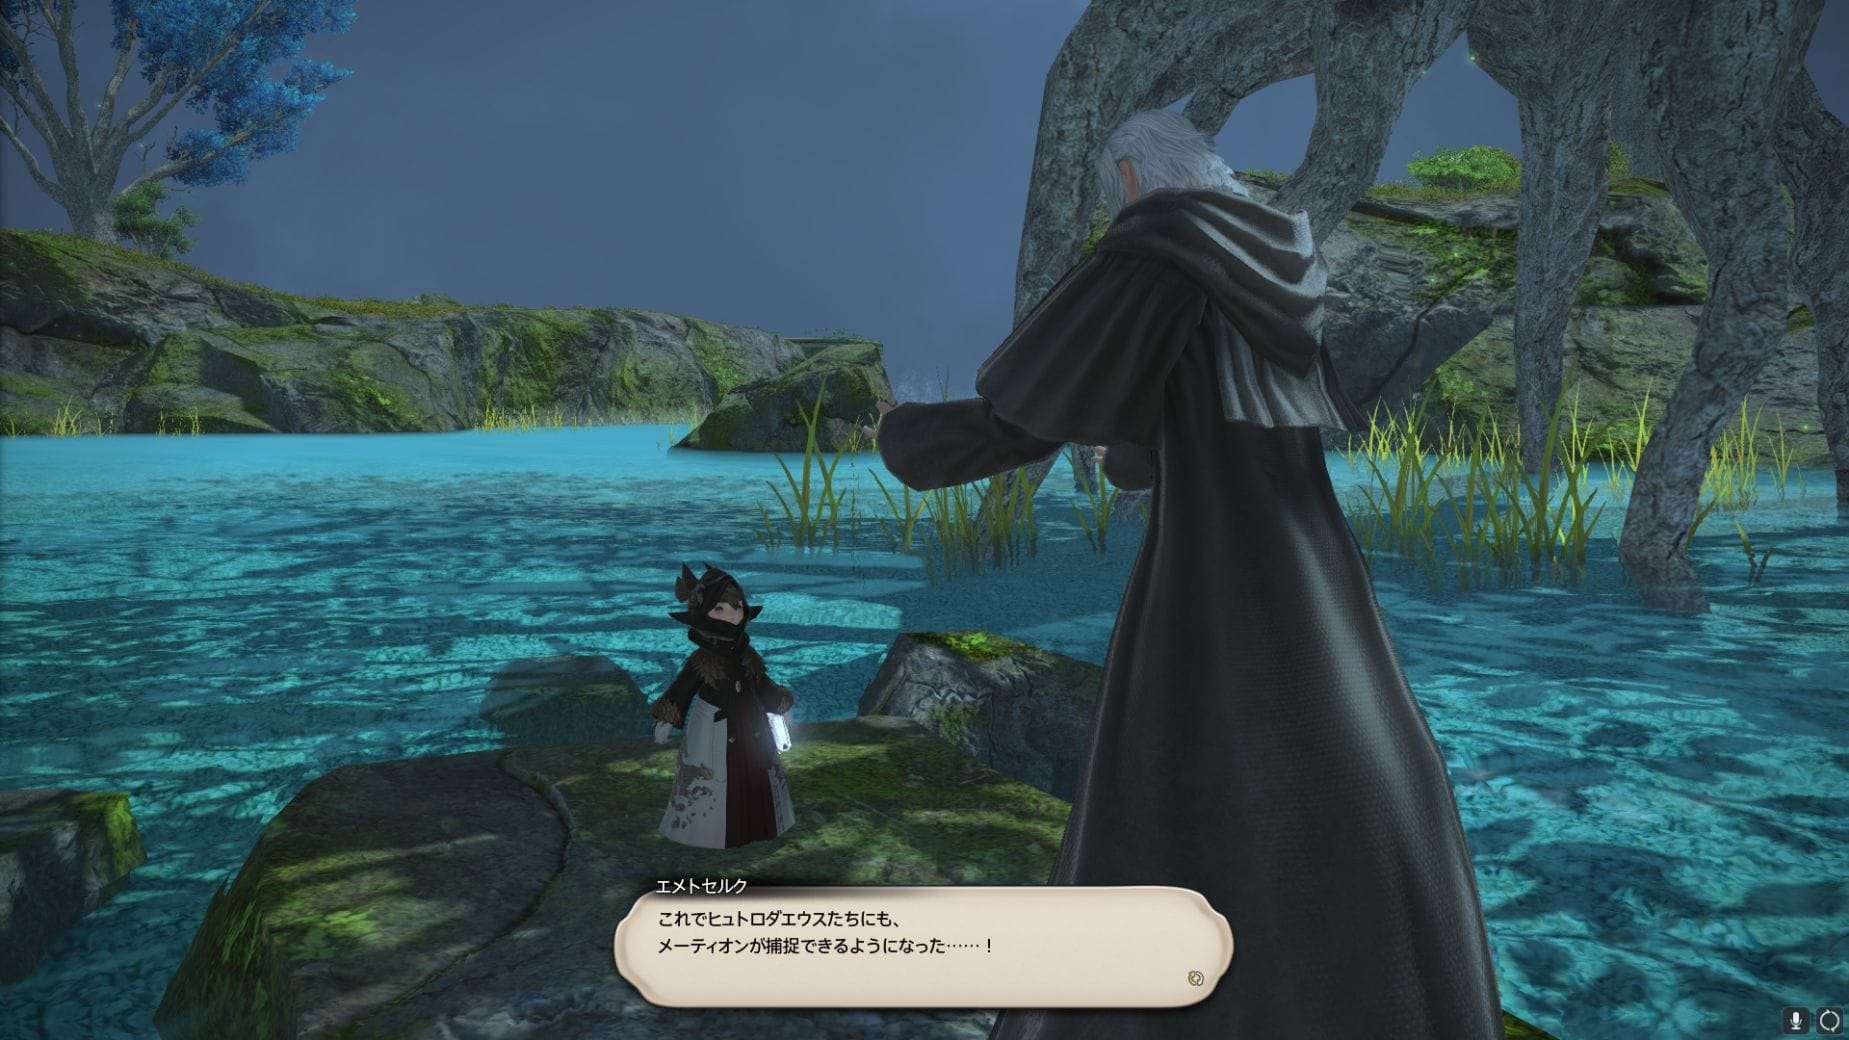 エメトセルク
これでヒュトロダエウスたちにも、
メーティオンが捕捉できるようになった……！